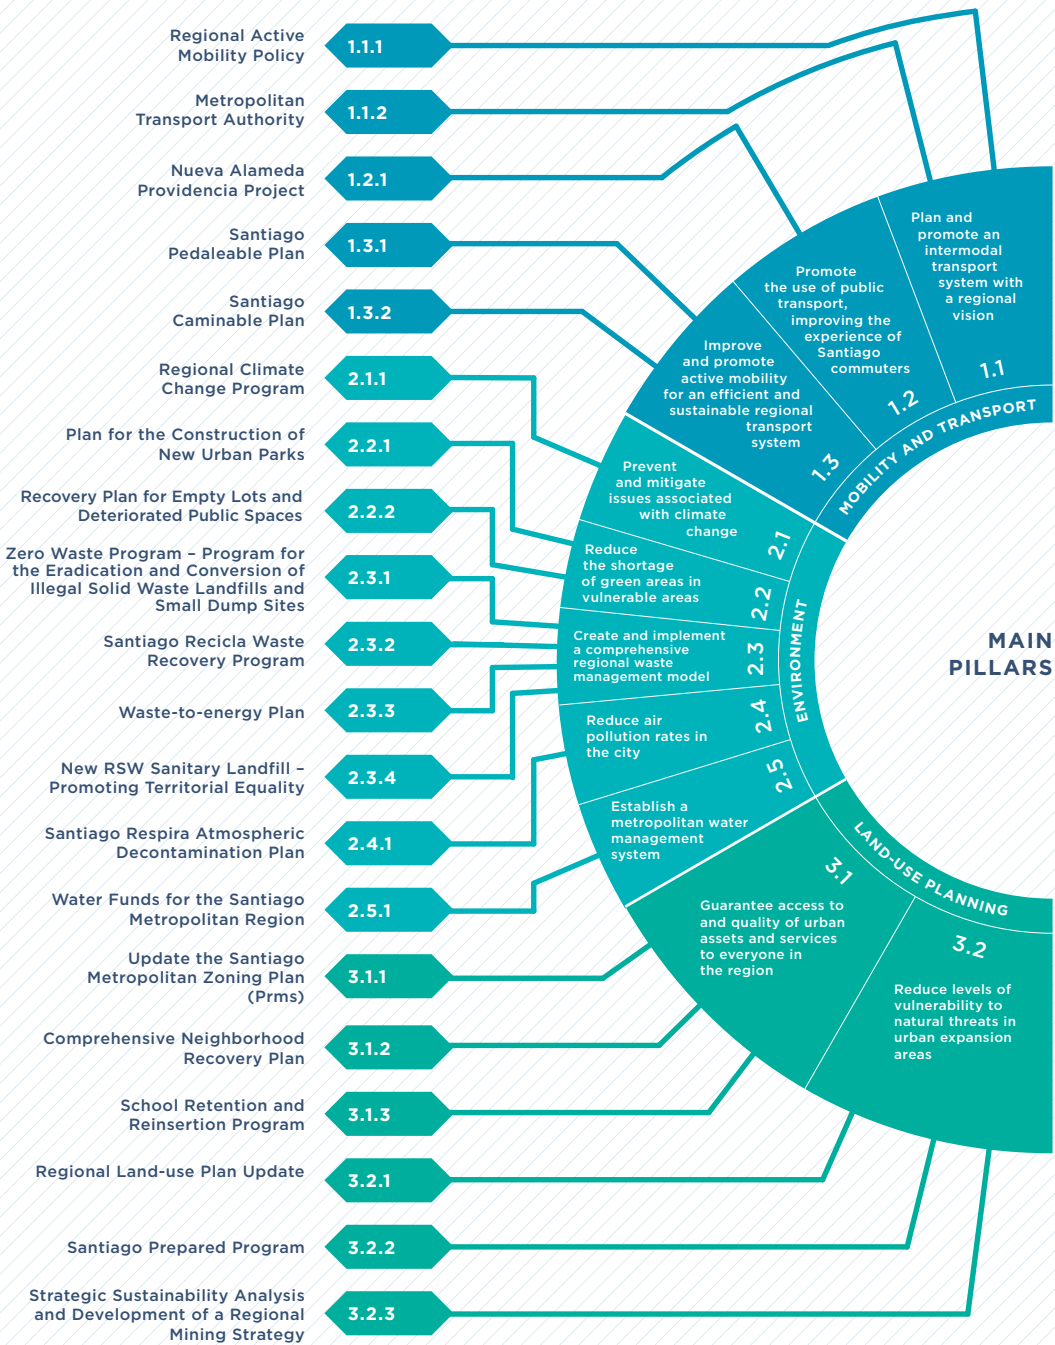 Regional Active
Mobility Policy
1.1.1
Metropolitan
Transport Authority
1.1.2
Nueva Alameda
Providencia Project
1.2.1
Santiago
Pedaleable Plan
1.3.1
Santiago
Caminable Plan
1.3.2
Regional Climate
Change Program
2.1.1
Plan for the Construction of
New Urban Parks
2.2.1
Recovery Plan for Empty Lots and
Deteriorated Public Spaces
2.2.2
Zero Waste Program – Program for
the Eradication and Conversion of
Illegal Solid Waste Landfills and
Small Dump Sites
2.3.1
Santiago Recicla Waste
Recovery Program
2.3.2
Waste-to-energy Plan
2.3.3
New RSW Sanitary Landfill –
Promoting Territorial Equality
2.3.4
Santiago Respira Atmospheric
Decontamination Plan
2.4.1
Water Funds for the Santiago
Metropolitan Region
2.5.1
Update the Santiago
Metropolitan Zoning Plan
(Prms)
3.1.1
Comprehensive Neighborhood
Recovery Plan
3.1.2
School Retention and
Reinsertion Program
3.1.3
Regional Land-use Plan Update
3.2.1
Santiago Prepared Program
3.2.2
Strategic Sustainability Analysis
and Development of a Regional
Mining Strategy
3.2.3
Plan and
promote an
intermodal
transport
system with
a regional
vision
1.1
Promote
the use of public
transport,
improving the
experience of
Santiago
commuters
1.2
Improve
and promote
active mobility
for an efficient and
sustainable regional
transport
system
1.3
MOBILITY AND TRANSPORT
Prevent
and mitigate
issues associated
with climate
change
2.1
Reduce
the shortage
of green areas in
vulnerable areas
2.2
Create and implement
a comprehensive
regional waste
management model
2.3
Reduce air
pollution rates in
the city
2.4
Establish a
metropolitan water
management
system
2.5
ENVIRONMENT
Guarantee access to
and quality of urban
assets and services
to everyone in
the region
3.1
Reduce levels of
vulnerability to
natural threats in
urban expansion
areas
3.2
LAND-USE PLANNING
MAIN
PILLARS